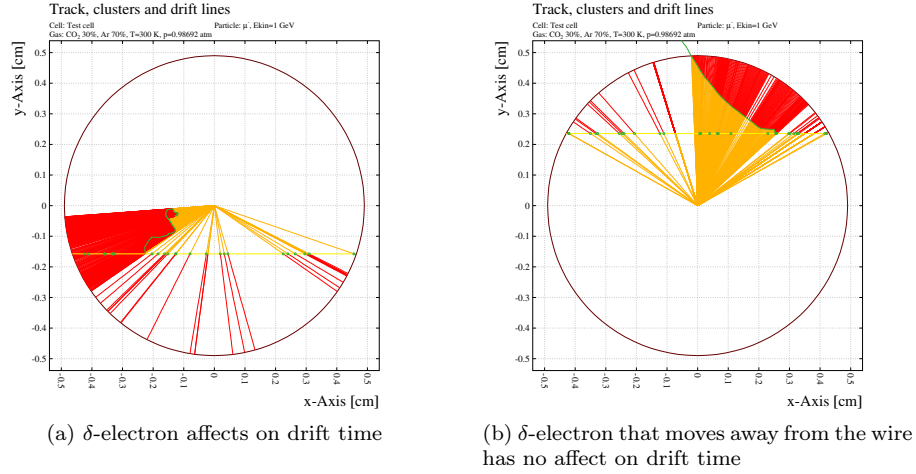 Track, clusters and drift lines
Cell: Test cell
Particle: μ-, Ekin=1 GeV
Gas: CO2 30%, Ar 70%, T=300 K, p=0.98692 atm
y-Axis [cm]
0.5
0.4
0.3
0.2
0.1
0
-0.1
-0.2
-0.3
-0.4
-0.5
-0.5
-0.4
-0.3
-0.2
-0.1
0
0.1
0.2
0.3
0.4
0.5
x-Axis [cm]
(a) δ-electron affects on drift time
Track, clusters and drift lines
Cell: Test cell
Particle: μ-, Ekin=1 GeV
Gas: CO2 30%, Ar 70%, T=300 K, p=0.98692 atm
y-Axis [cm]
0.5
0.4
0.3
0.2
0.1
0
-0.1
-0.2
-0.3
-0.4
-0.5
-0.5
-0.4
-0.3
-0.2
-0.1
0
0.1
0.2
0.3
0.4
0.5
x-Axis [cm]
(b) δ-electron that moves away from the wire
has no affect on drift time